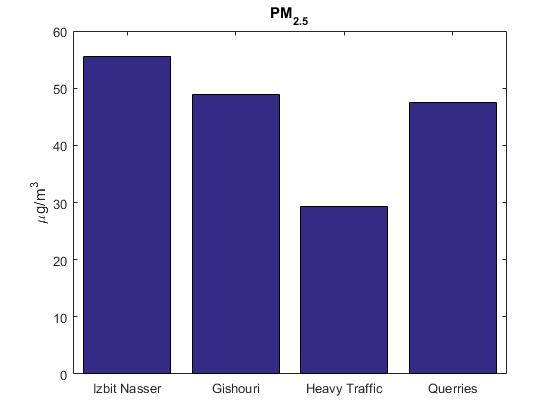 PM2.5
μg/m3
60
50
40
30
20
10
0
Izbit Nasser
Gishouri
Heavy Traffic
Querries